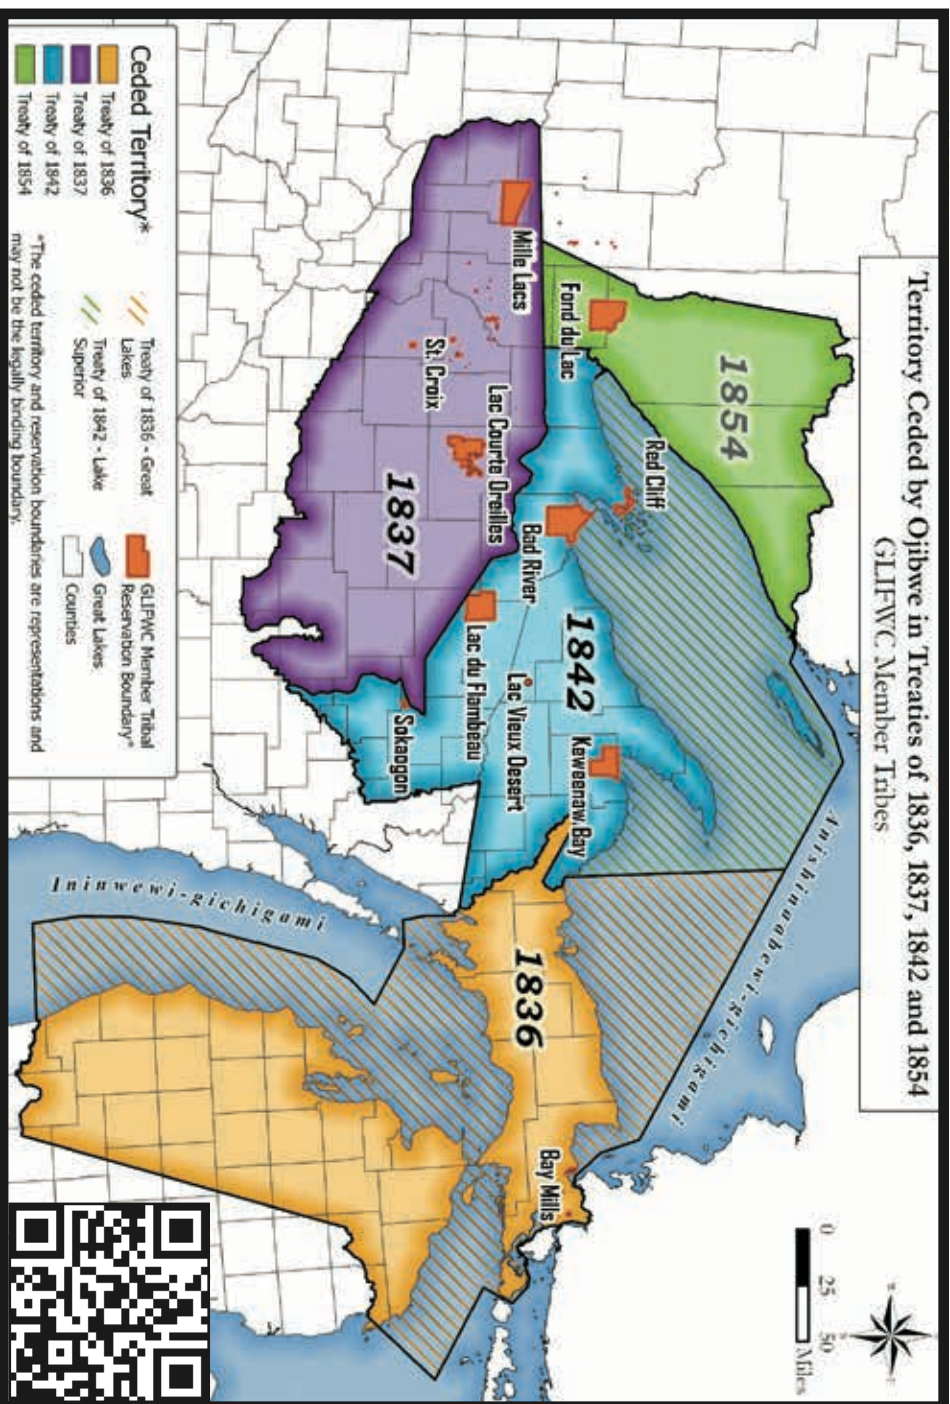 Territory Ceded by Ojibwe in Treaties of 1836, 1837, 1842 and 1854
GLIFWC Member Tribes
0 25 50 Miles
Anishinaabewi-gichigami
1854
Fond du Lac
Red Cliff
Mille Lacs
St. Croix
Lac Courte Oreilles
Bad River
1842
1837
Lac du Flambeau
Lac Vieux Desert
Keweenaw Bay
Sokaogon
1836
Bay Mills
Ininwewi-gichigami
Ceded Territory*
Treaty of 1836
Treaty of 1837
Treaty of 1842
Treaty of 1854
Treaty of 1836 - Great
Lakes
Treaty of 1842 - Lake
Superior
GLIFWC Member Tribal
Reservation Boundary*
Great Lakes
Counties
*The ceded territory and reservation boundaries are representations and
may not be the legally binding boundary.